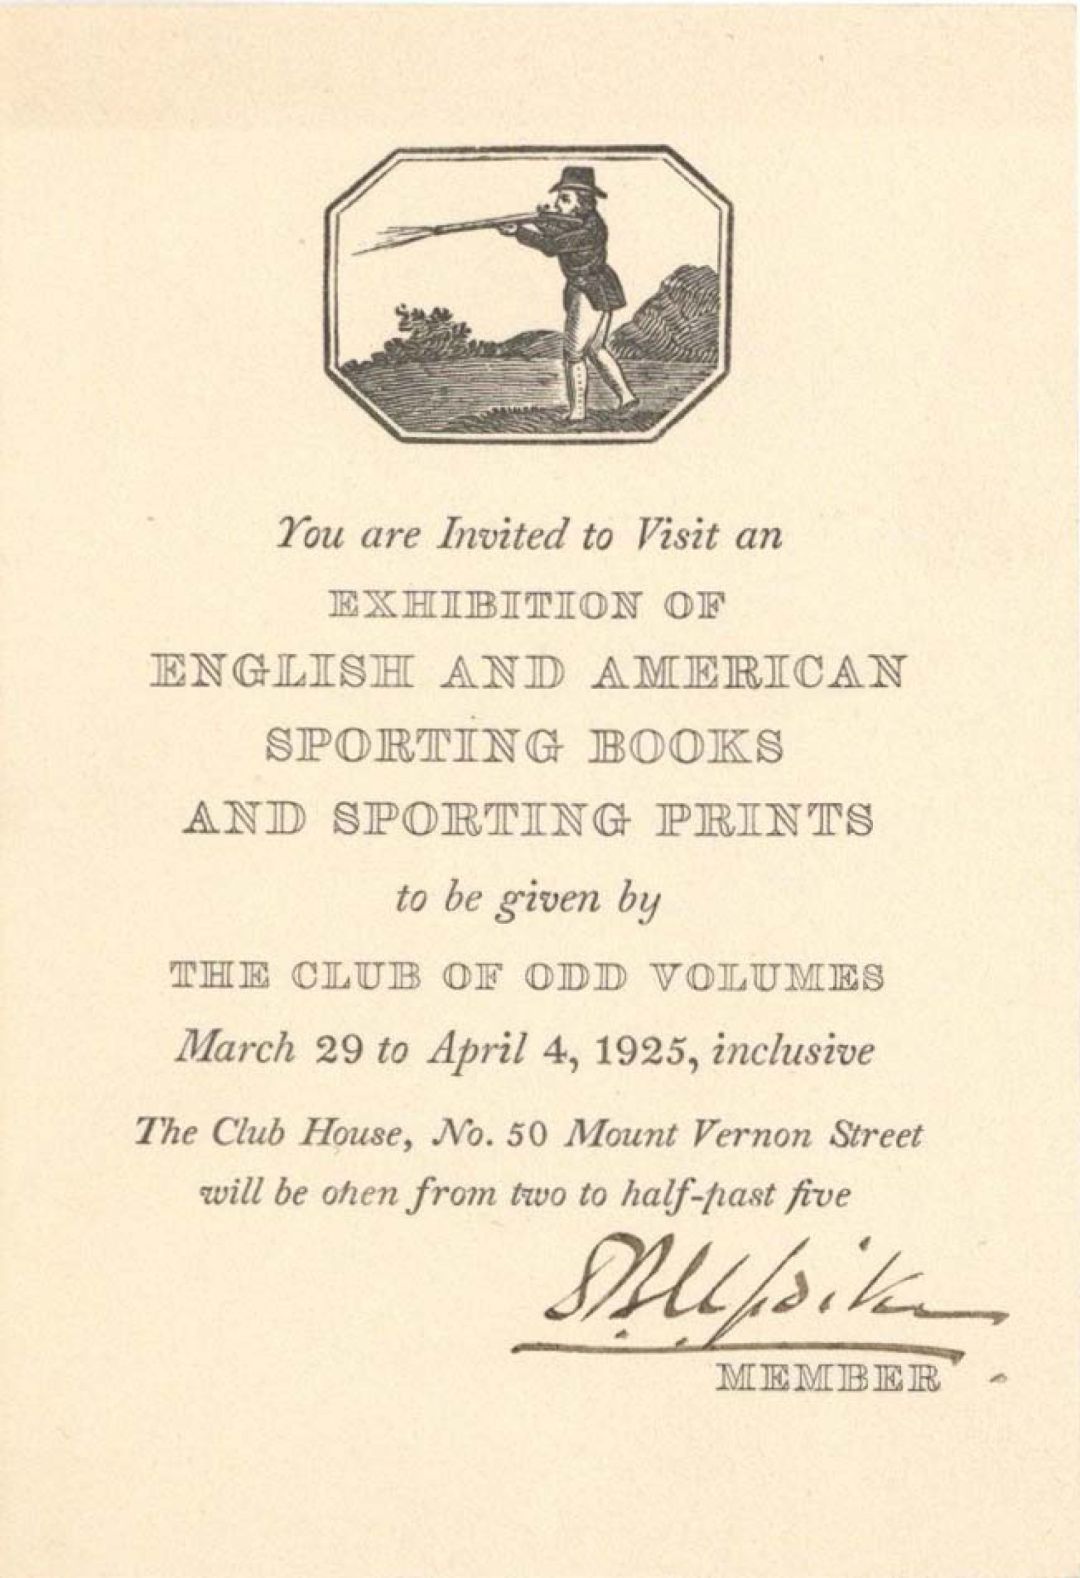 You are Invited to Visit an
EXHIBITION OF
ENGLISH AND AMERICAN
SPORTING BOOKS
AND SPORTING PRINTS
to be given by
THE CLUB OF ODD VOLUMES
March 29 to April 4, 1925, inclusive
The Club House, No. 50 Mount Vernon Street
will be open from two to half-past five
D.B. Updike
MEMBER